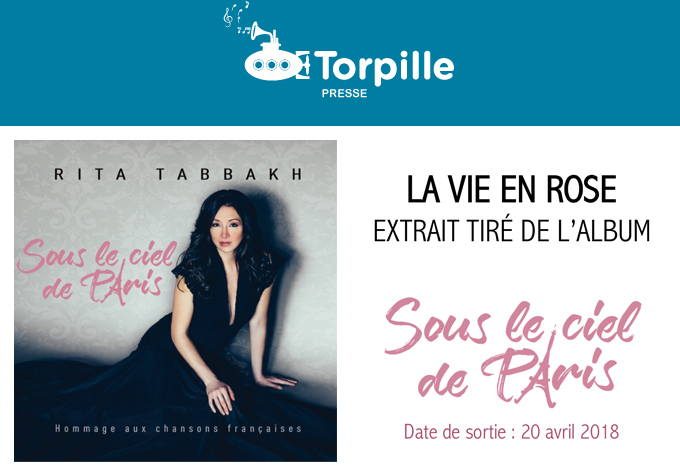 Torpille
PRESSE
RITA TABBAKH
Sous le ciel
de PAris
Hommage aux chansons françaises
LA VIE EN ROSE
EXTRAIT TIRÉ DE L'ALBUM
Sous le ciel
de PAris
Date de sortie : 20 avril 2018